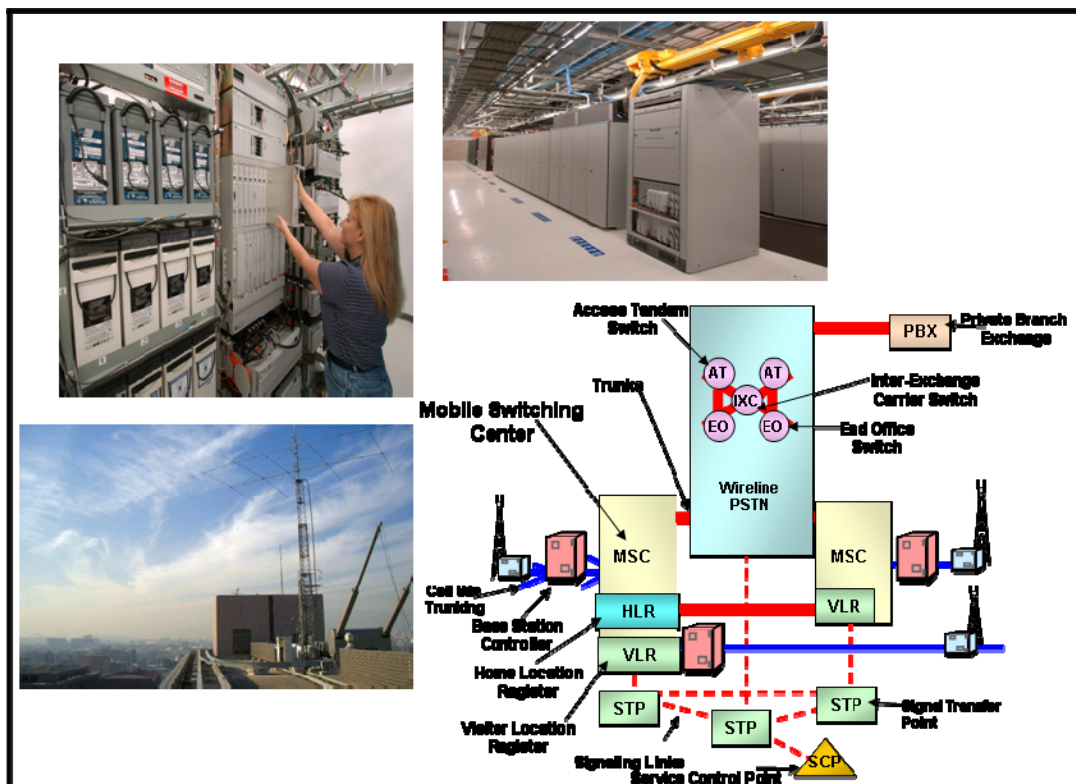 Access Tandem
Switch
PBX
Private Branch
Exchange
AT
AT
Trunks
IXC
Inter-Exchange
Carrier Switch
Mobile Switching
Center
EO
EO
End Office
Switch
Wireline
PSTN
MSC
MSC
Cell Site
Trunking
HLR
VLR
Base Station
Controller
VLR
Home Location
Register
STP
STP
STP
Signal Transfer
Point
Visiter Location
Register
Signaling Links
Service Control Point
SCP